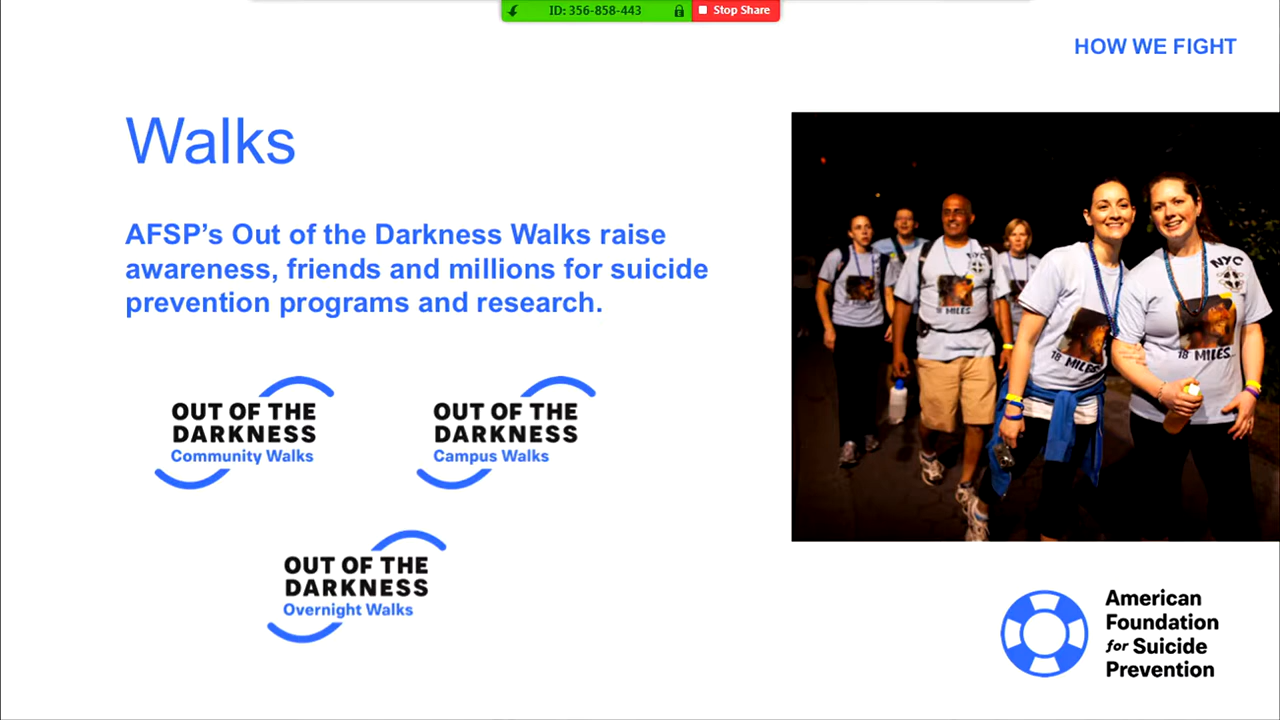 ID: 356-858-443
Stop Share
HOW WE FIGHT
Walks
AFSP’s Out of the Darkness Walks raise
awareness, friends and millions for suicide
prevention programs and research.
OUT OF THE
DARKNESS
Community Walks
OUT OF THE
DARKNESS
Campus Walks
OUT OF THE
DARKNESS
Overnight Walks
NYC
18 MILES
18 MILES...
American
Foundation
for Suicide
Prevention